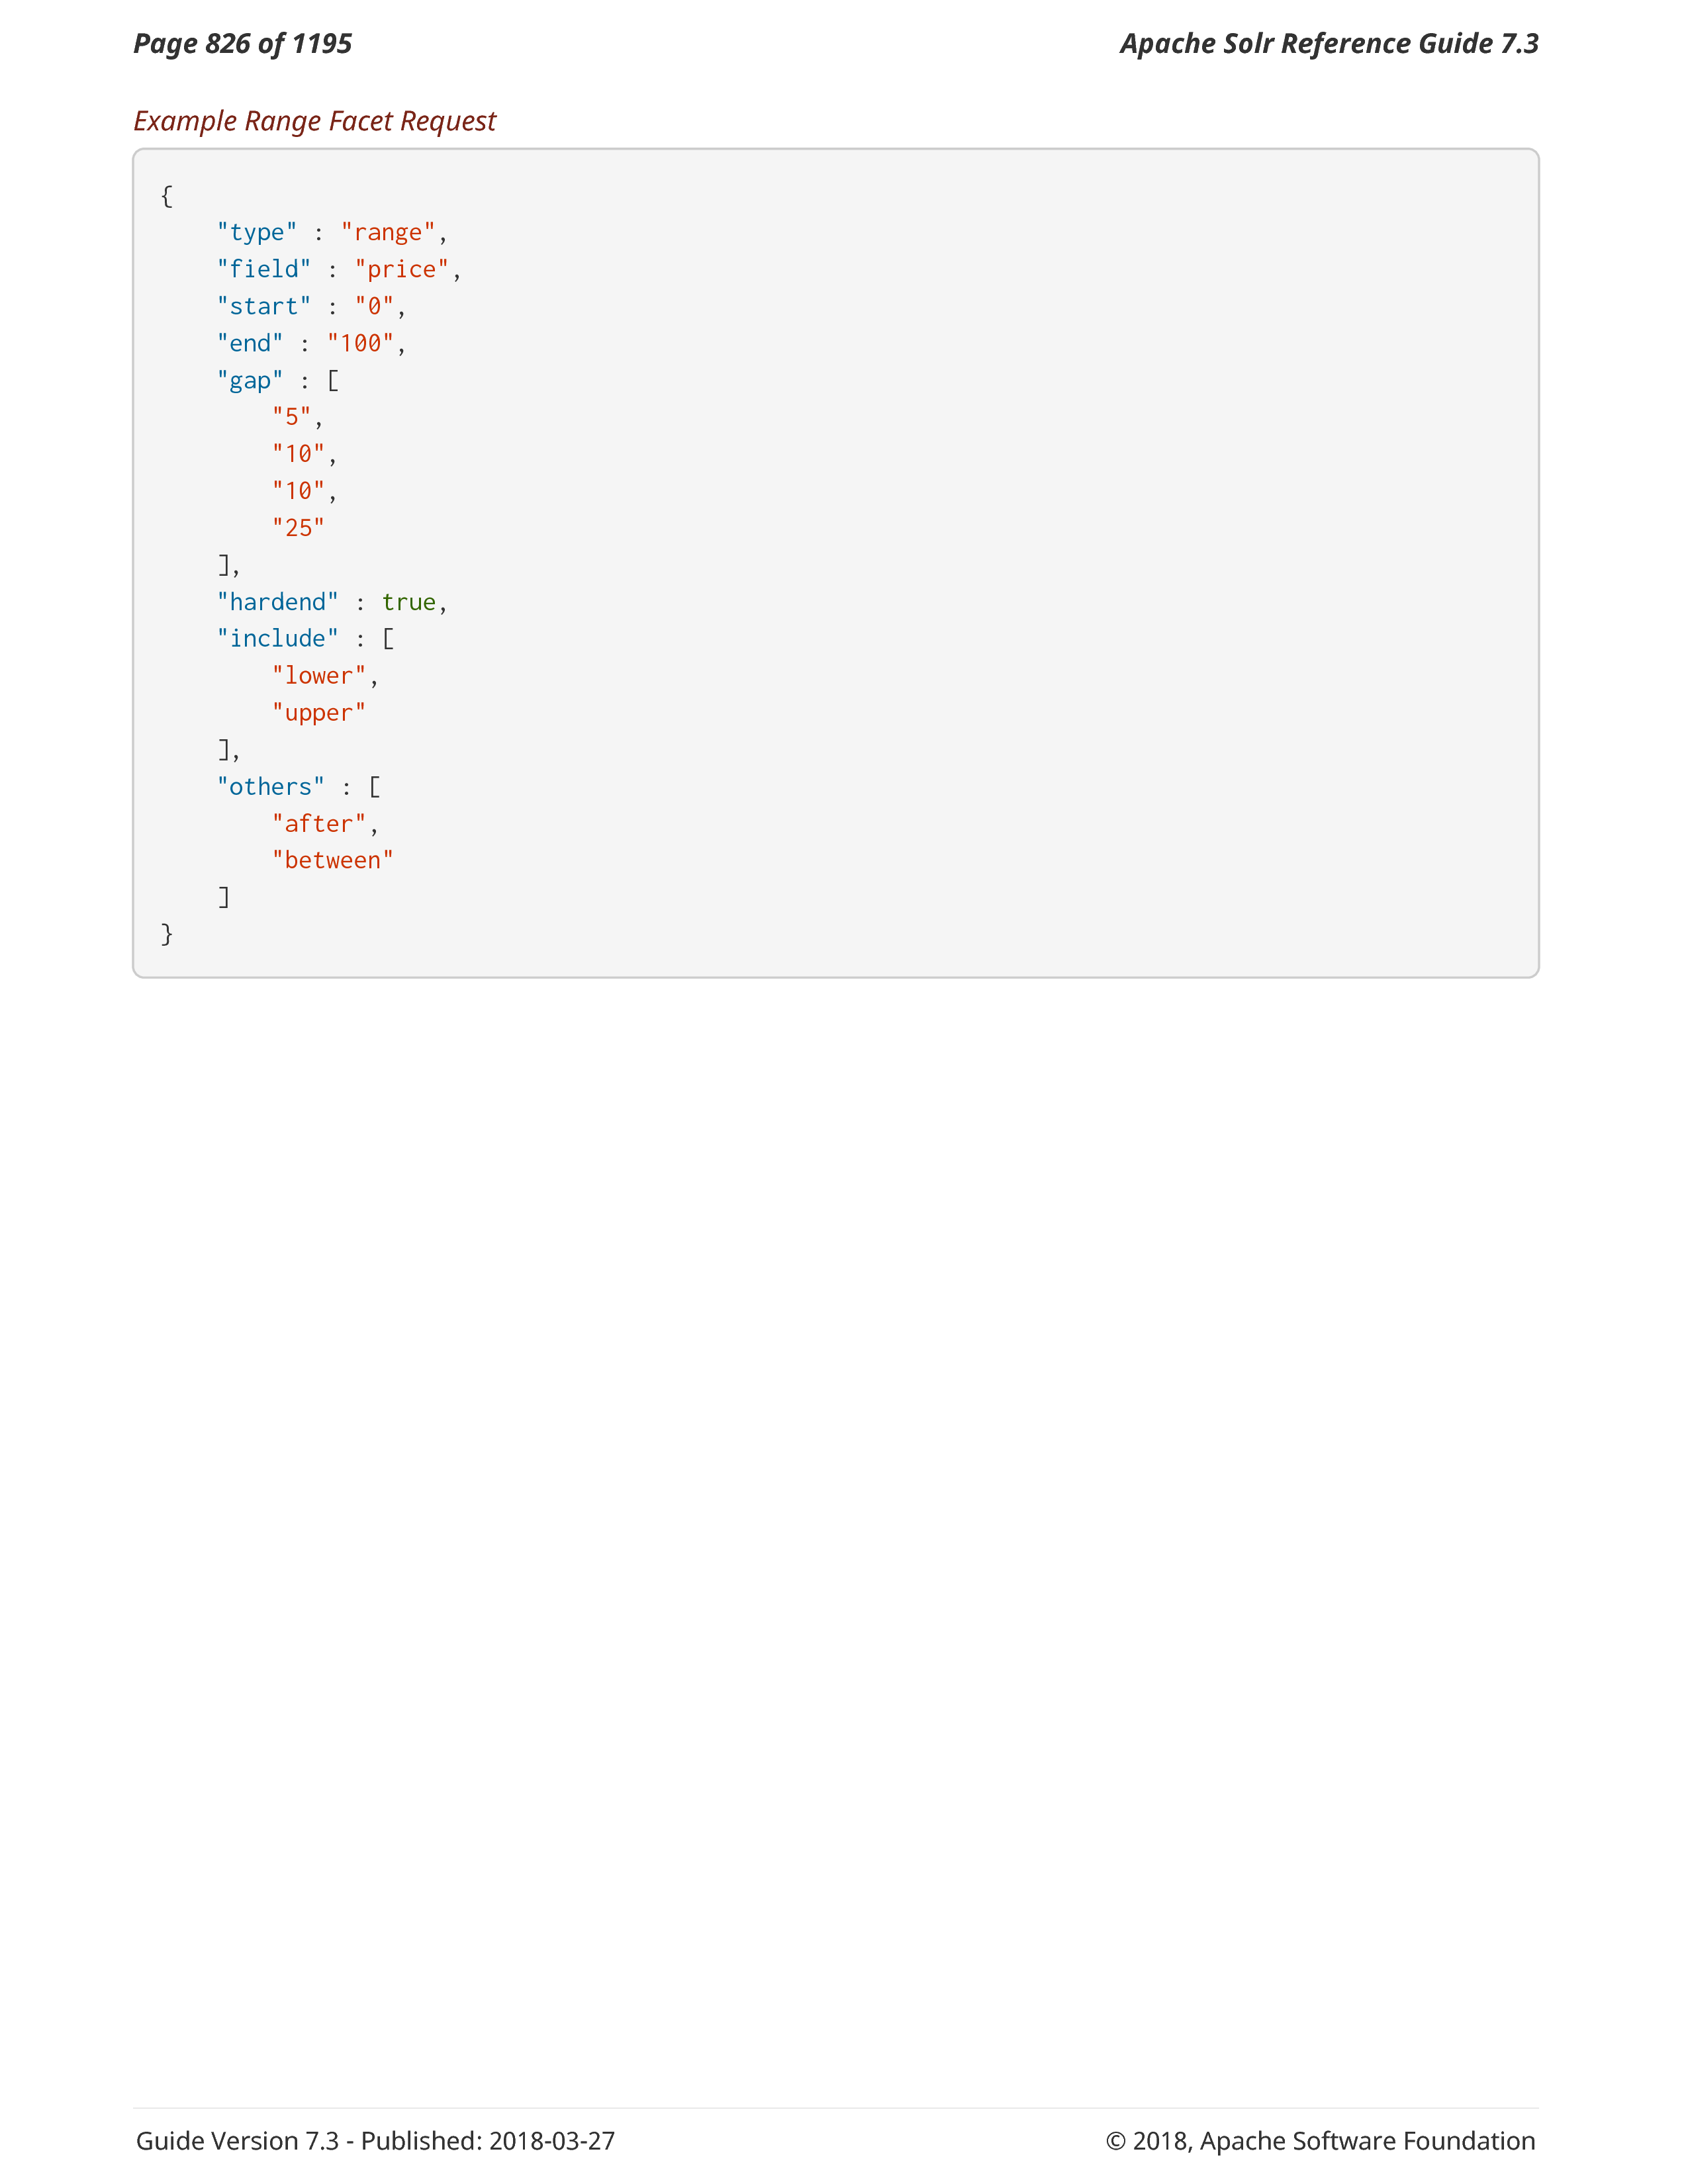 Page 826 of 1195
Apache Solr Reference Guide 7.3
Example Range Facet Request
{
    "type" : "range",
    "field" : "price",
    "start" : "0",
    "end" : "100",
    "gap" : [
        "5",
        "10",
        "10",
        "25"
    ],
    "hardend" : true,
    "include" : [
        "lower",
        "upper"
    ],
    "others" : [
        "after",
        "between"
    ]
}
Guide Version 7.3 - Published: 2018-03-27
© 2018, Apache Software Foundation